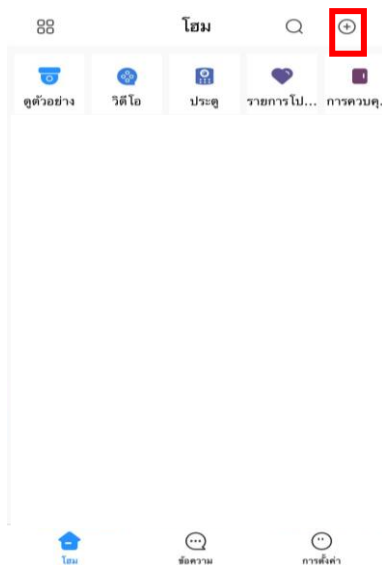 โฮม
ดูตัวอย่าง วิดีโอ ประตู รายการโป... การควบคุ.
โฮม ข้อความ การตั้งค่า